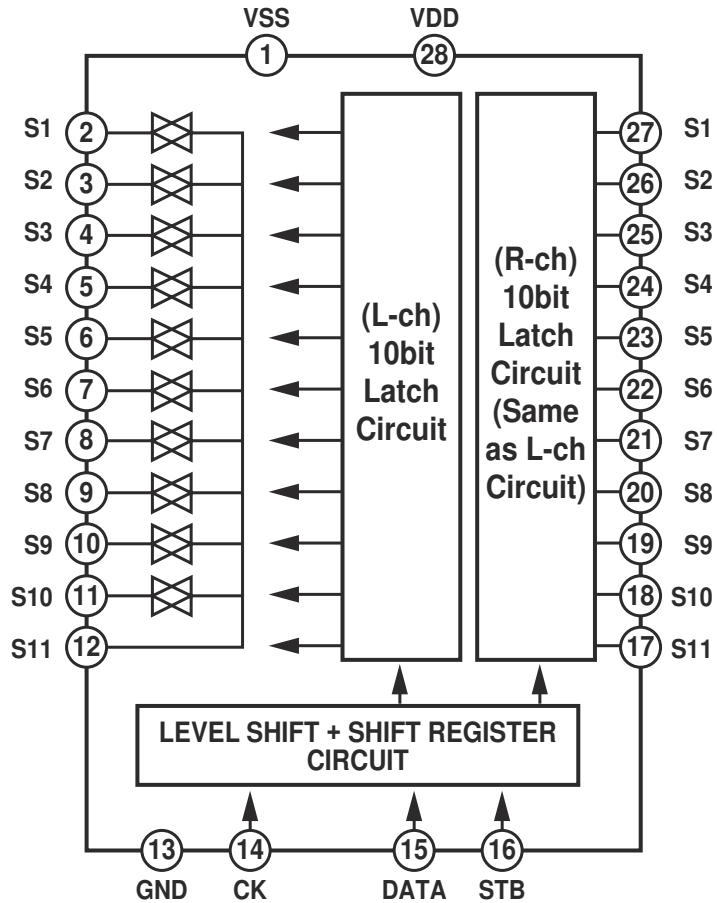 VSS VDD
1 28
S1 2 27 S1
S2 3 26 S2
S3 4 25 S3
S4 5 24 S4
S5 6 23 S5
S6 7 22 S6
S7 8 21 S7
S8 9 20 S8
S9 10 19 S9
S10 11 18 S10
S11 12 17 S11
(L-ch)
10bit
Latch
Circuit
(R-ch)
10bit
Latch
Circuit
(Same
as L-ch
Circuit)
LEVEL SHIFT + SHIFT REGISTER
CIRCUIT
13 14 15 16
GND CK DATA STB